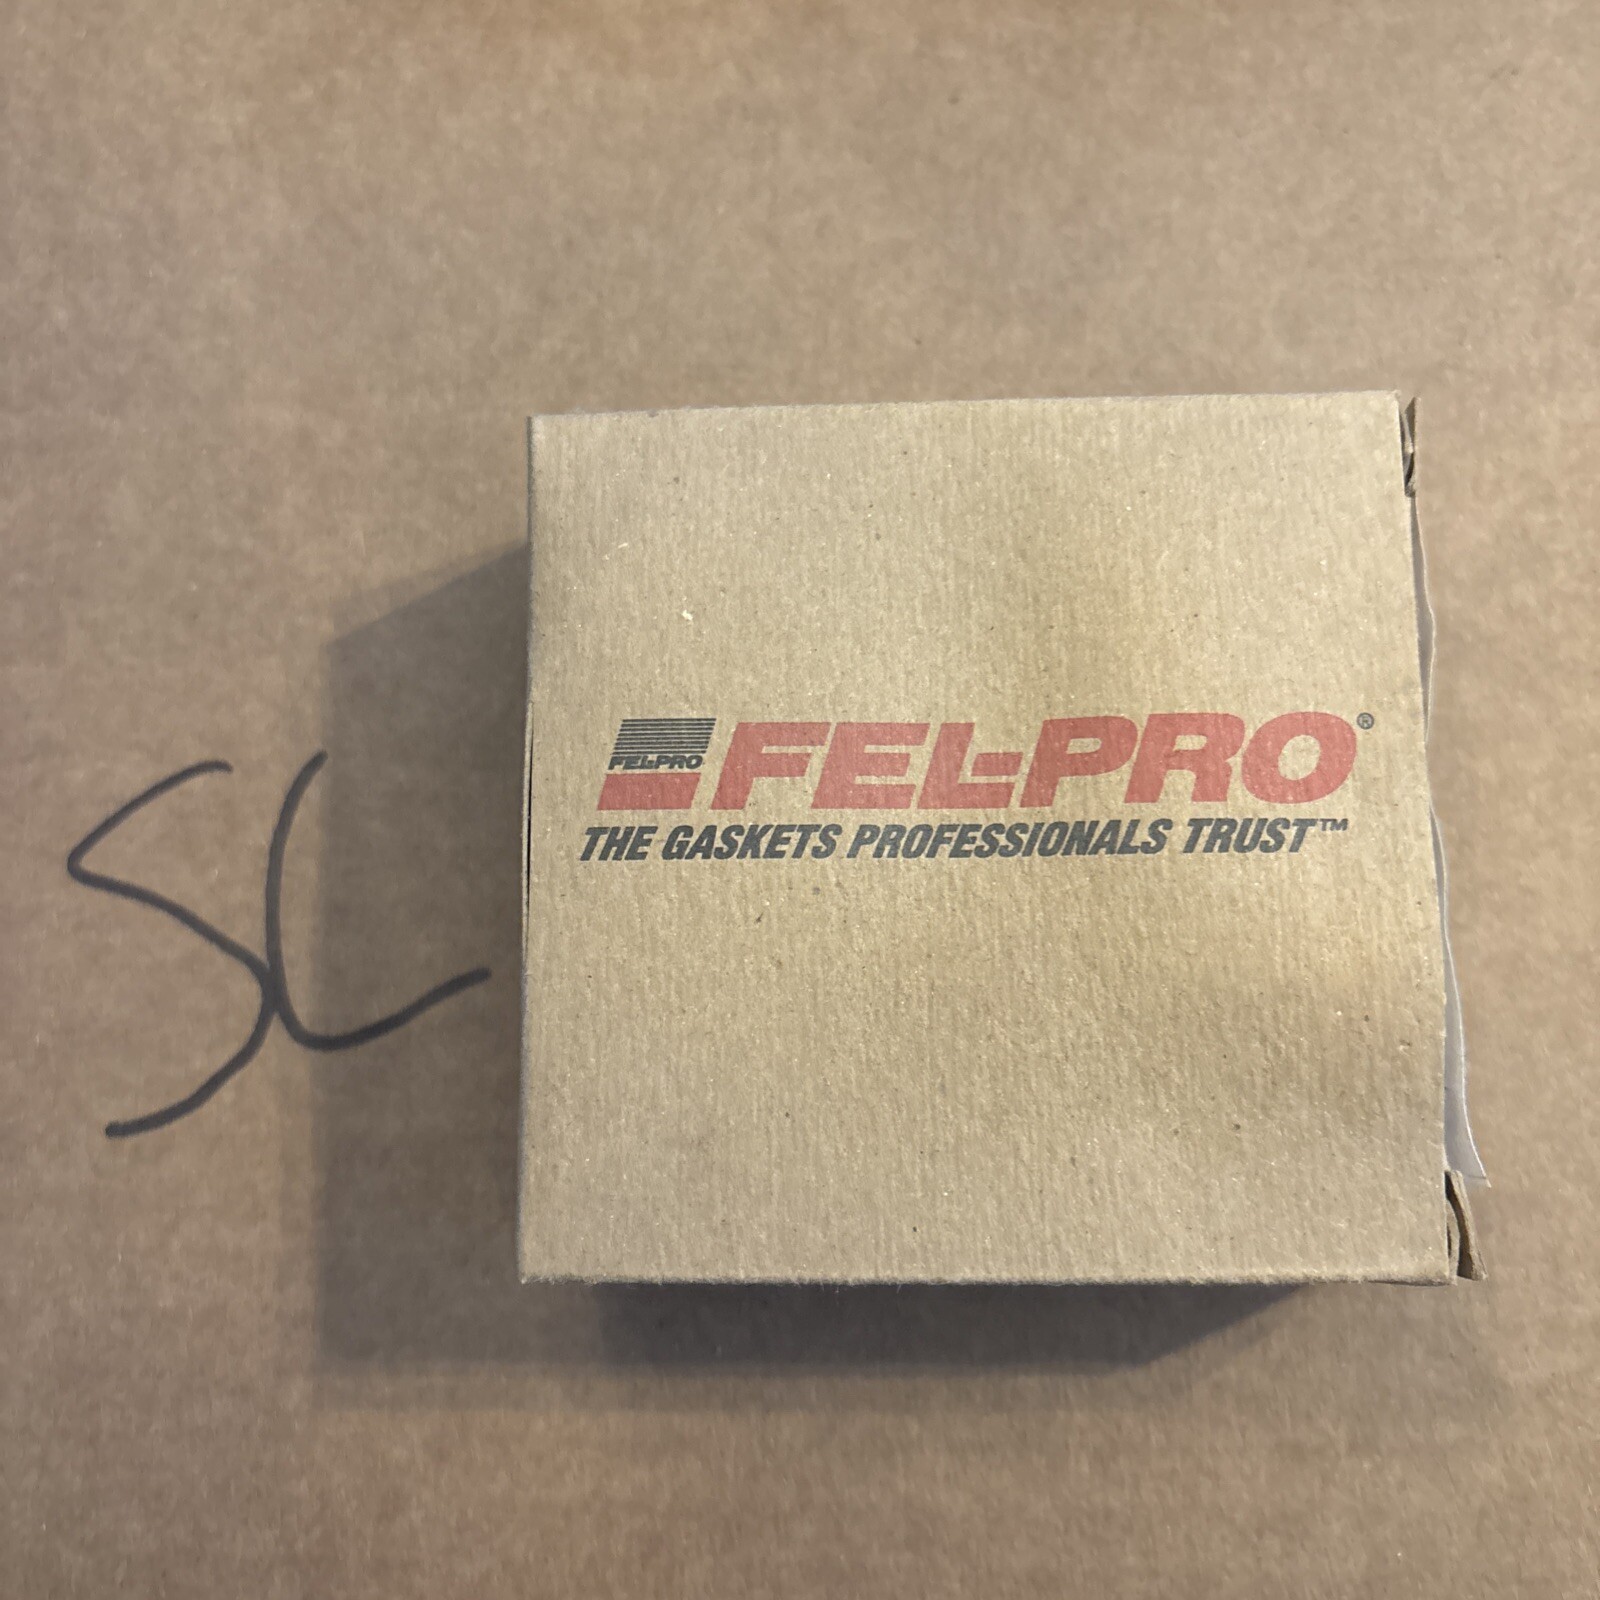 FEL-PRO
FEL-PRO®
THE GASKETS PROFESSIONALS TRUST™
SL